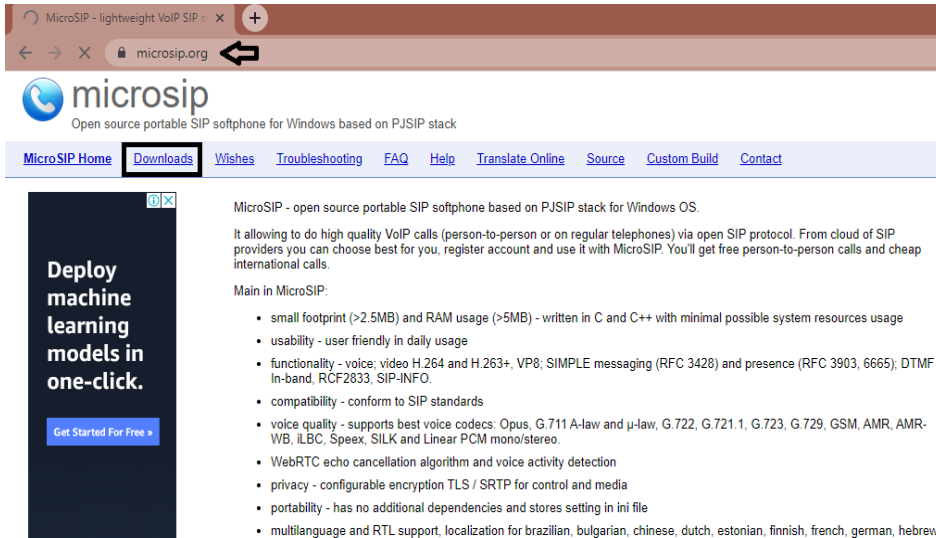 MicroSIP - lightweight VoIP SIP s
microsip.org
microsip
Open source portable SIP softphone for Windows based on PJSIP stack
MicroSIP Home Downloads Wishes Troubleshooting FAQ Help Translate Online Source Custom Build Contact
Deploy
machine
learning
models in
one-click.
Get Started For Free »
MicroSIP - open source portable SIP softphone based on PJSIP stack for Windows OS.
It allowing to do high quality VoIP calls (person-to-person or on regular telephones) via open SIP protocol. From cloud of SIP
providers you can choose best for you, register account and use it with MicroSIP. You'll get free person-to-person calls and cheap
international calls.
Main in MicroSIP:
• small footprint (>2.5MB) and RAM usage (>5MB) - written in C and C++ with minimal possible system resources usage
• usability - user friendly in daily usage
• functionality - voice; video H.264 and H.263+, VP8; SIMPLE messaging (RFC 3428) and presence (RFC 3903, 6665); DTMF
In-band, RCF2833, SIP-INFO.
• compatibility - conform to SIP standards
• voice quality - supports best voice codecs: Opus, G.711 A-law and µ-law, G.722, G.721.1, G.723, G.729, GSM, AMR, AMR-
WB, iLBC, Speex, SILK and Linear PCM mono/stereo.
• WebRTC echo cancellation algorithm and voice activity detection
• privacy - configurable encryption TLS / SRTP for control and media
• portability - has no additional dependencies and stores setting in ini file
• multilanguage and RTL support, localization for brazilian, bulgarian, chinese, dutch, estonian, finnish, french, german, hebrew